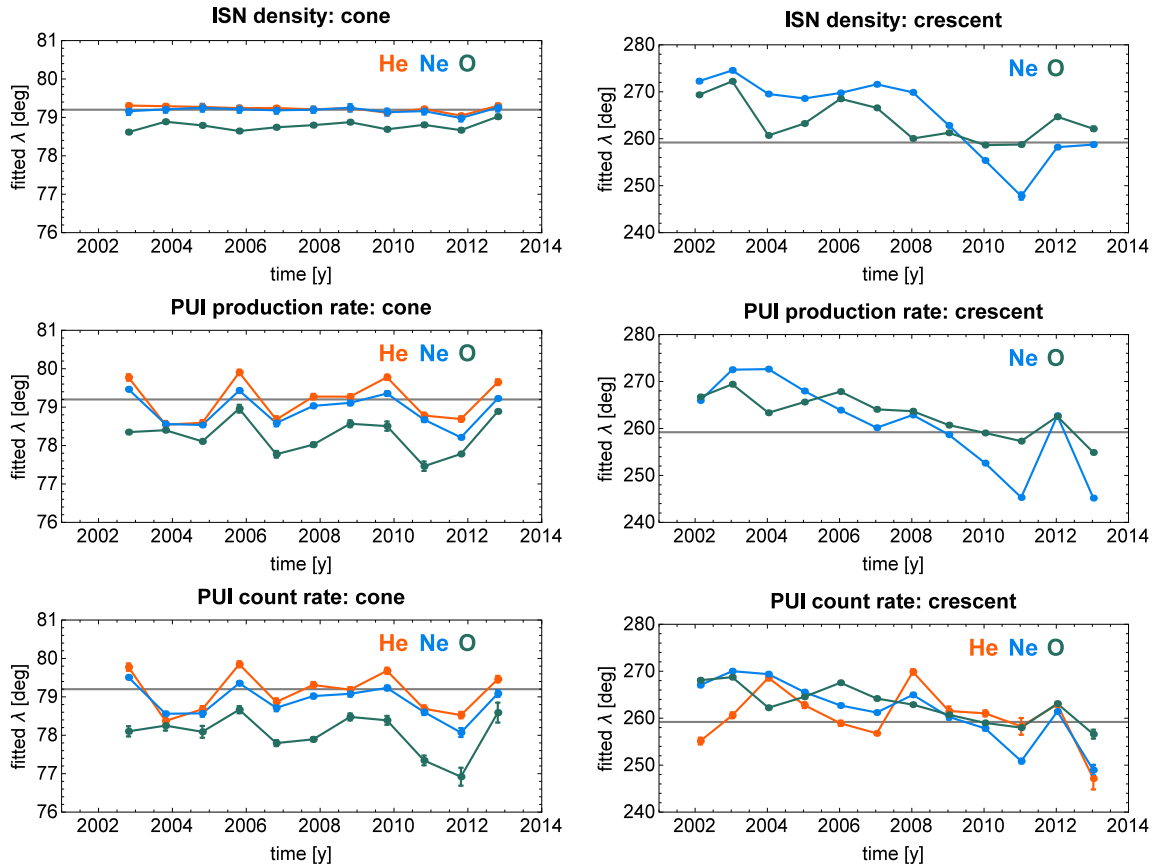 ISN density: cone
He Ne O
fitted λ [deg]
81
80
79
78
77
76
2002 2004 2006 2008 2010 2012 2014
time [y]
ISN density: crescent
Ne O
fitted λ [deg]
280
270
260
250
240
2002 2004 2006 2008 2010 2012 2014
time [y]
PUI production rate: cone
He Ne O
fitted λ [deg]
81
80
79
78
77
76
2002 2004 2006 2008 2010 2012 2014
time [y]
PUI production rate: crescent
Ne O
fitted λ [deg]
280
270
260
250
240
2002 2004 2006 2008 2010 2012 2014
time [y]
PUI count rate: cone
He Ne O
fitted λ [deg]
81
80
79
78
77
76
2002 2004 2006 2008 2010 2012 2014
time [y]
PUI count rate: crescent
He Ne O
fitted λ [deg]
280
270
260
250
240
2002 2004 2006 2008 2010 2012 2014
time [y]